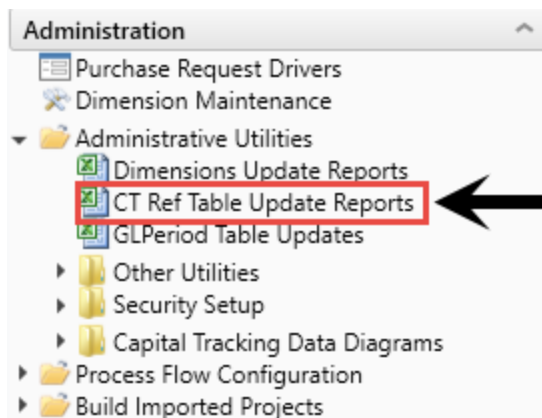 Administration
Purchase Request Drivers
Dimension Maintenance
Administrative Utilities
Dimensions Update Reports
CT Ref Table Update Reports
GLPeriod Table Updates
Other Utilities
Security Setup
Capital Tracking Data Diagrams
Process Flow Configuration
Build Imported Projects